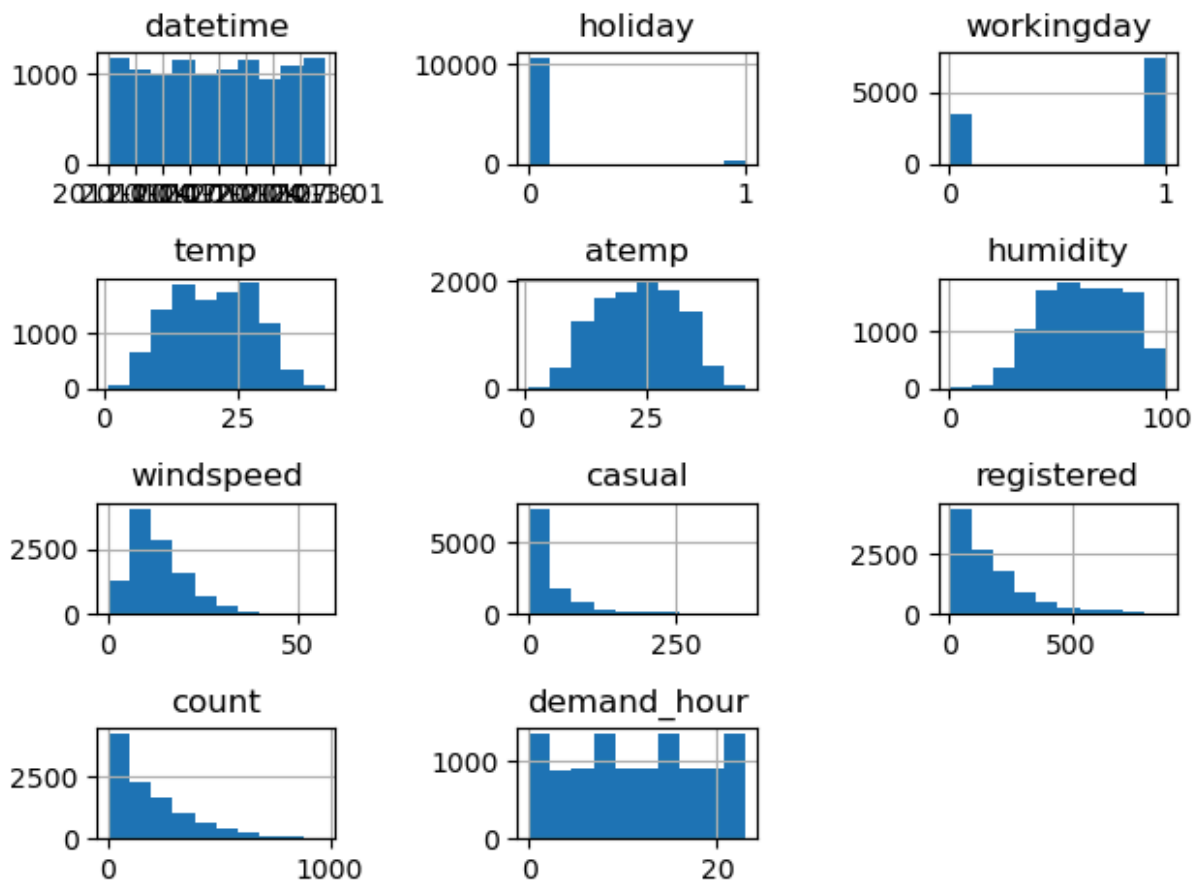 datetime holiday workingday
1000 10000 5000
0 0 0
0 1 0 1
temp atemp humidity
2000
1000 1000
0 0 0
0 25 0 25 0 100
windspeed casual registered
2500 5000 2500
0 0 0
0 50 0 250 0 500
count demand_hour
2500 1000
0 0
0 1000 0 20